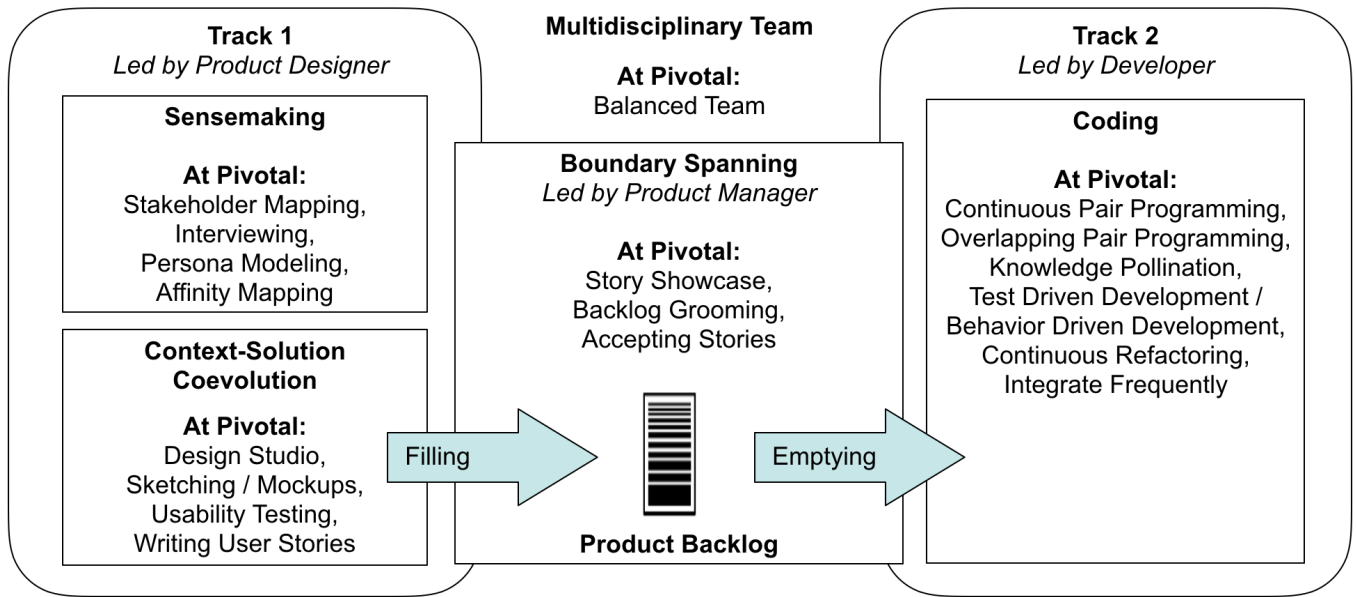 Track 1
Led by Product Designer
Sensemaking
At Pivotal:
Stakeholder Mapping,
Interviewing,
Persona Modeling,
Affinity Mapping
Context-Solution
Coevolution
At Pivotal:
Design Studio,
Sketching / Mockups,
Usability Testing,
Writing User Stories
Filling
Multidisciplinary Team
At Pivotal:
Balanced Team
Boundary Spanning
Led by Product Manager
At Pivotal:
Story Showcase,
Backlog Grooming,
Accepting Stories
Product Backlog
Emptying
Track 2
Led by Developer
Coding
At Pivotal:
Continuous Pair Programming,
Overlapping Pair Programming,
Knowledge Pollination,
Test Driven Development /
Behavior Driven Development,
Continuous Refactoring,
Integrate Frequently